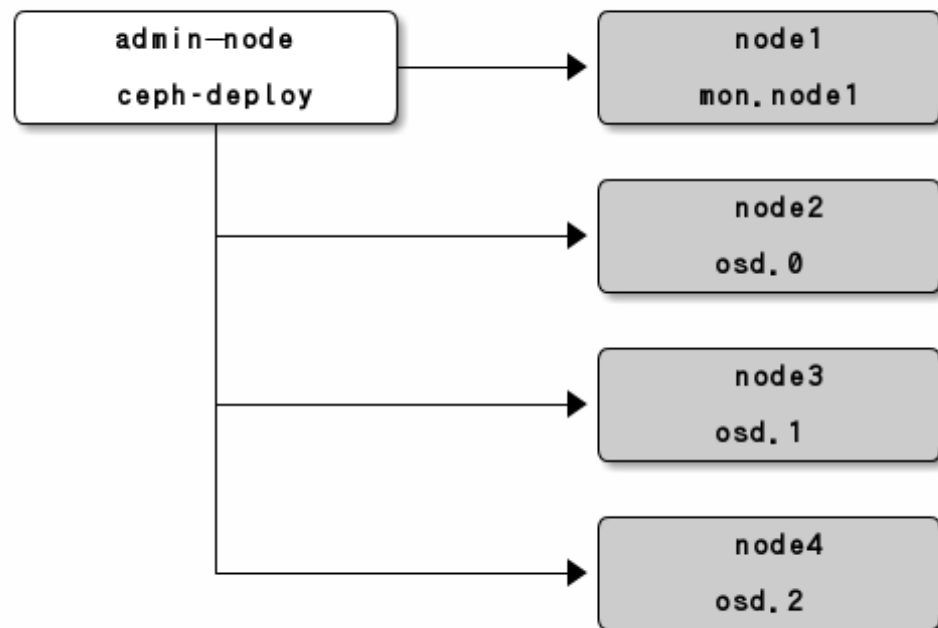 admin—node
ceph-deploy
node1
mon.node1
node2
osd.0
node3
osd.1
node4
osd.2